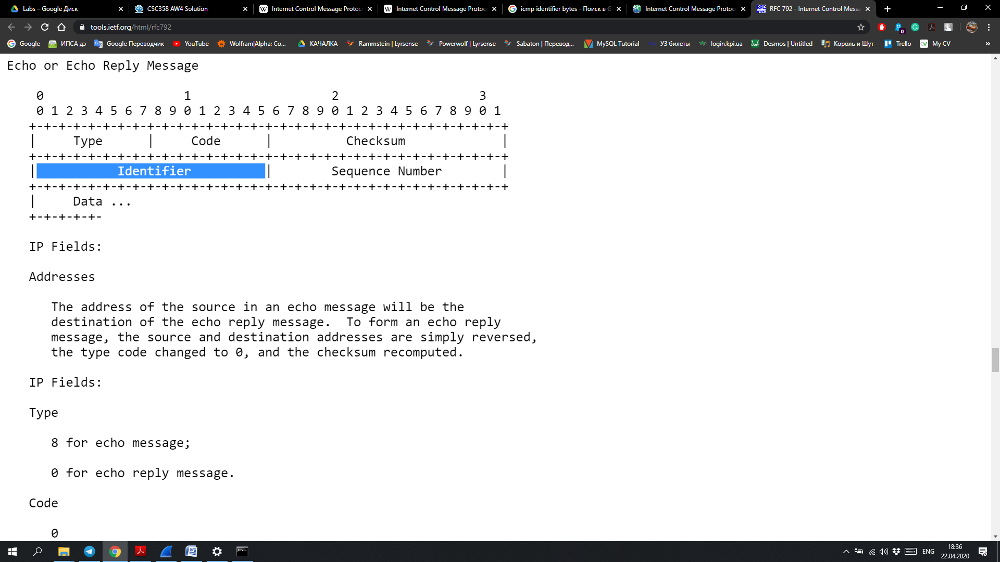 Labs – Google Диск
CSC358 AW4 Solution
Internet Control Message Protoc
Internet Control Message Protoc
icmp identifier bytes - Поиск в G
Internet Control Message Protoc
RFC 792 - Internet Control Messa
tools.ietf.org/html/rfc792
Google
ИПСА дз
Google Переводчик
YouTube
Wolfram|Alpha: Co...
КАЧАЛКА
Rammstein | Lyrsense
Powerwolf | Lyrsense
Sabaton | Перевод...
MySQL Tutorial
УЗ билеты
login.kpi.ua
Desmos | Untitled
Король и Шут
Trello
My CV
»
Echo or Echo Reply Message
0                   1                   2                   3
0 1 2 3 4 5 6 7 8 9 0 1 2 3 4 5 6 7 8 9 0 1 2 3 4 5 6 7 8 9 0 1
+-+-+-+-+-+-+-+-+-+-+-+-+-+-+-+-+-+-+-+-+-+-+-+-+-+-+-+-+-+-+-+-+
|     Type      |     Code      |          Checksum             |
+-+-+-+-+-+-+-+-+-+-+-+-+-+-+-+-+-+-+-+-+-+-+-+-+-+-+-+-+-+-+-+-+
|           Identifier          |        Sequence Number        |
+-+-+-+-+-+-+-+-+-+-+-+-+-+-+-+-+-+-+-+-+-+-+-+-+-+-+-+-+-+-+-+-+
|     Data ...
+-+-+-+-+-
IP Fields:
Addresses
The address of the source in an echo message will be the
destination of the echo reply message.  To form an echo reply
message, the source and destination addresses are simply reversed,
the type code changed to 0, and the checksum recomputed.
IP Fields:
Type
8 for echo message;
0 for echo reply message.
Code
0
ENG
18:36
22.04.2020